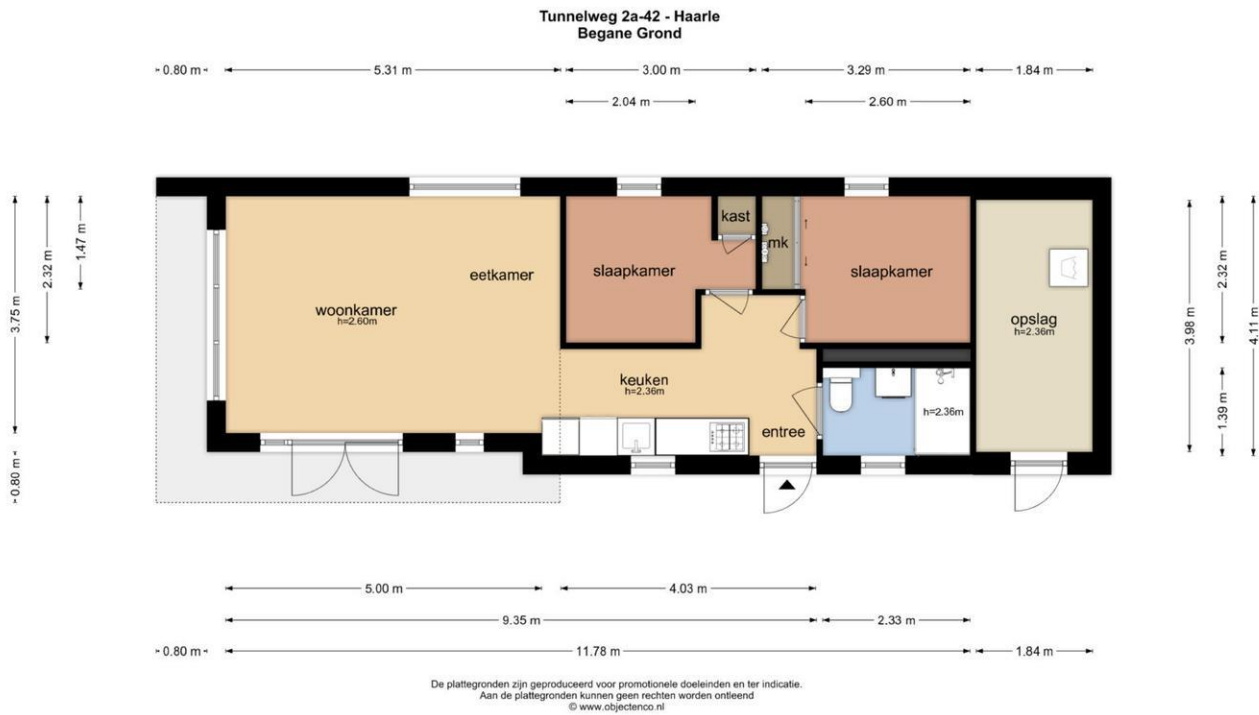 Tunnelweg 2a-42 - Haarle
Begane Grond
0.80 m
5.31 m
3.00 m
3.29 m
1.84 m
2.04 m
2.60 m
3.75 m
2.32 m
1.47 m
0.80 m
kast
mk
slaapkamer
slaapkamer
eetkamer
woonkamer
h=2.60m
opslag
h=2.36m
keuken
h=2.36m
h=2.36m
entree
3.98 m
2.32 m
4.11 m
1.39 m
5.00 m
4.03 m
9.35 m
2.33 m
0.80 m
11.78 m
1.84 m
De plattegronden zijn geproduceerd voor promotionele doeleinden en ter indicatie.
Aan de plattegronden kunnen geen rechten worden ontleend
© www.objectenco.nl